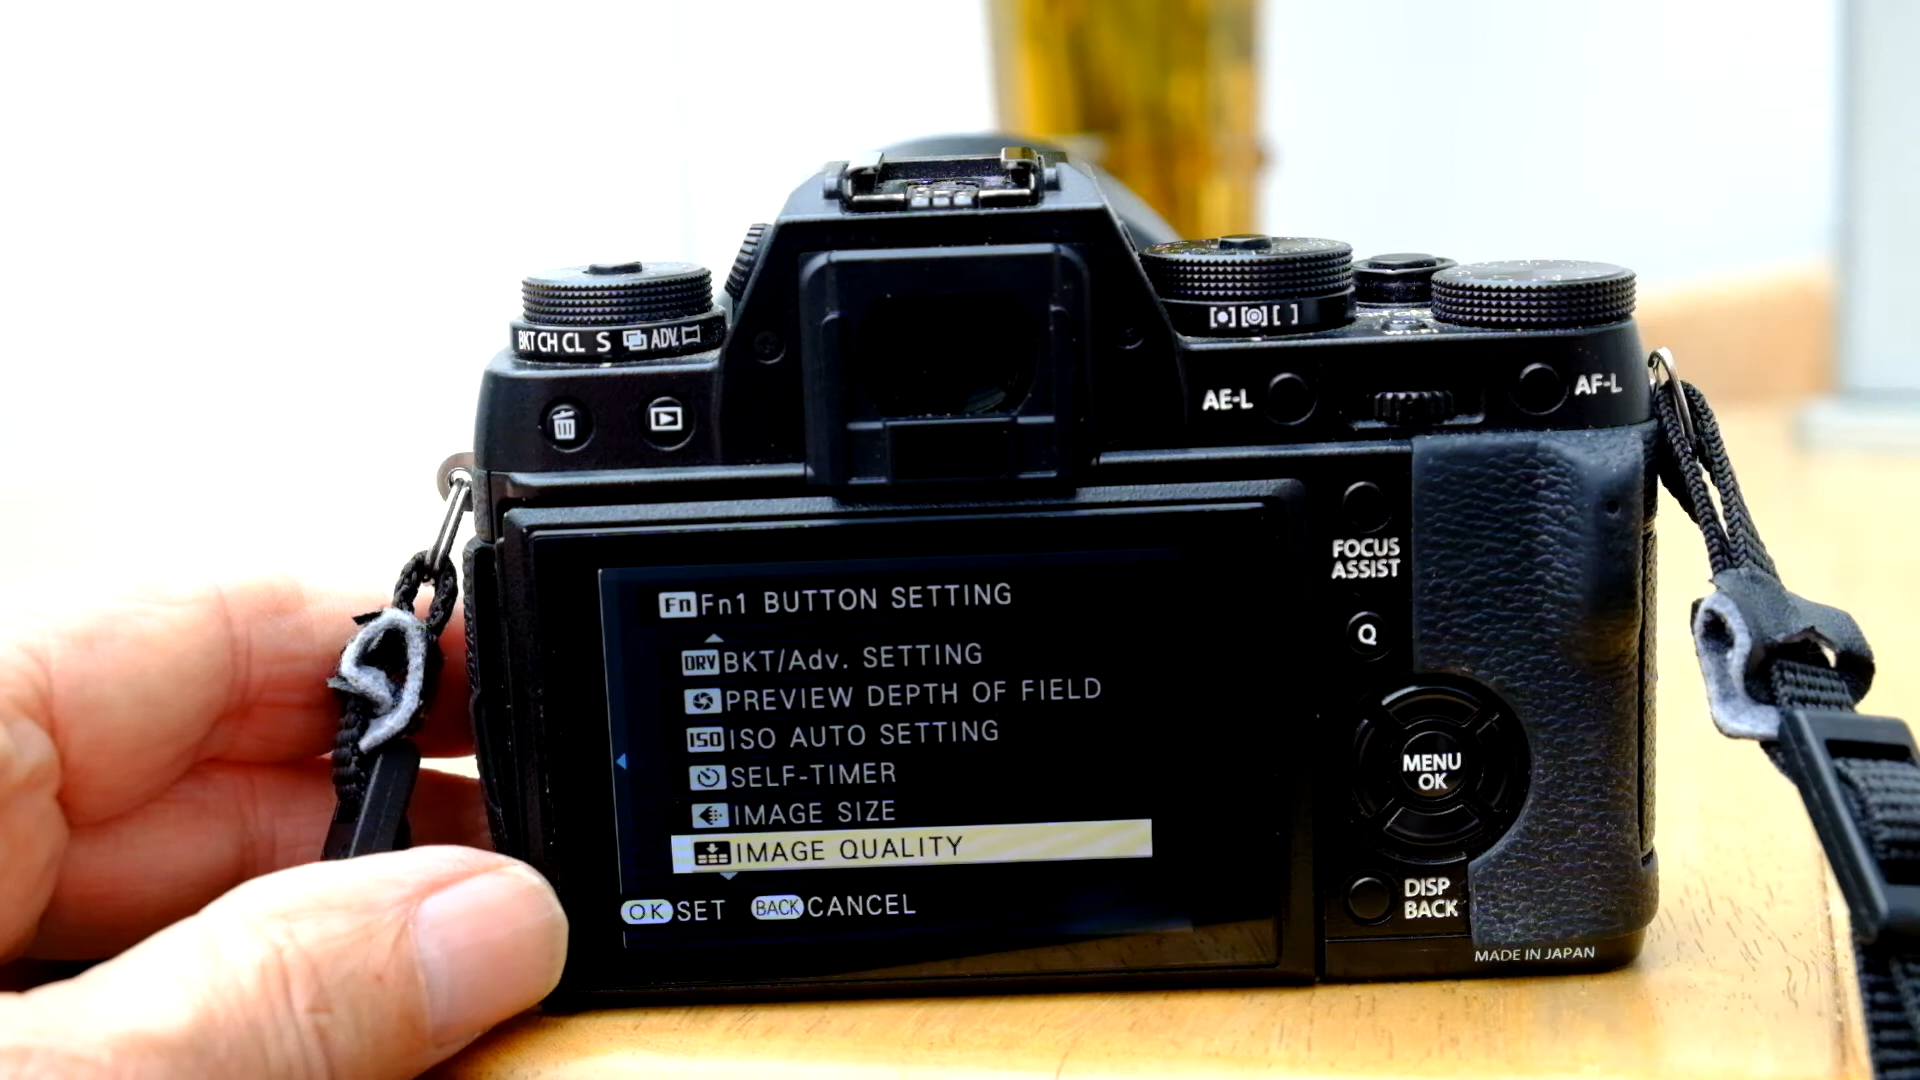 BKT CH CL S ADV.
AE-L
AF-L
FOCUS
ASSIST
Q
Fn Fn1 BUTTON SETTING
DRV BKT/Adv. SETTING
PREVIEW DEPTH OF FIELD
ISO ISO AUTO SETTING
SELF-TIMER
IMAGE SIZE
IMAGE QUALITY
OK SET BACK CANCEL
MENU
OK
DISP
BACK
MADE IN JAPAN